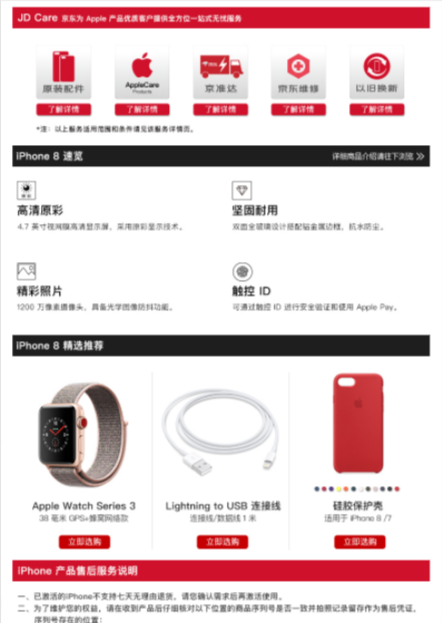 JD Care 京东为 Apple 产品优质客户提供全方位一站式无忧服务
原装配件
AppleCare
Products
京准达
京东维修
以旧换新
了解详情
了解详情
了解详情
了解详情
了解详情
*注：以上服务适用范围和条件请见该服务详情页。
iPhone 8 速览
详细商品介绍请往下浏览
高清原彩
坚固耐用
4.7 英寸视网膜高清显示屏，采用原彩显示技术。
双面全玻璃设计搭配铝金属边框，抗水防尘。
精彩照片
触控 ID
1200 万像素摄像头，具备光学图像防抖功能。
可通过触控 ID 进行安全验证和使用 Apple Pay。
iPhone 8 精选推荐
Apple Watch Series 3
Lightning to USB 连接线
硅胶保护壳
38 毫米 GPS+蜂窝网络款
连接线/数据线 1 米
适用于 iPhone 8 /7
立即选购
立即选购
立即选购
iPhone 产品售后服务说明
一、已激活的iPhone不支持七天无理由退货，请您确认需求后再激活使用。
二、为了维护您的权益，请在收到产品后仔细核对以下位置的商品序列号是否一致并拍照记录留存作为售后凭证。
序列号存在的位置：